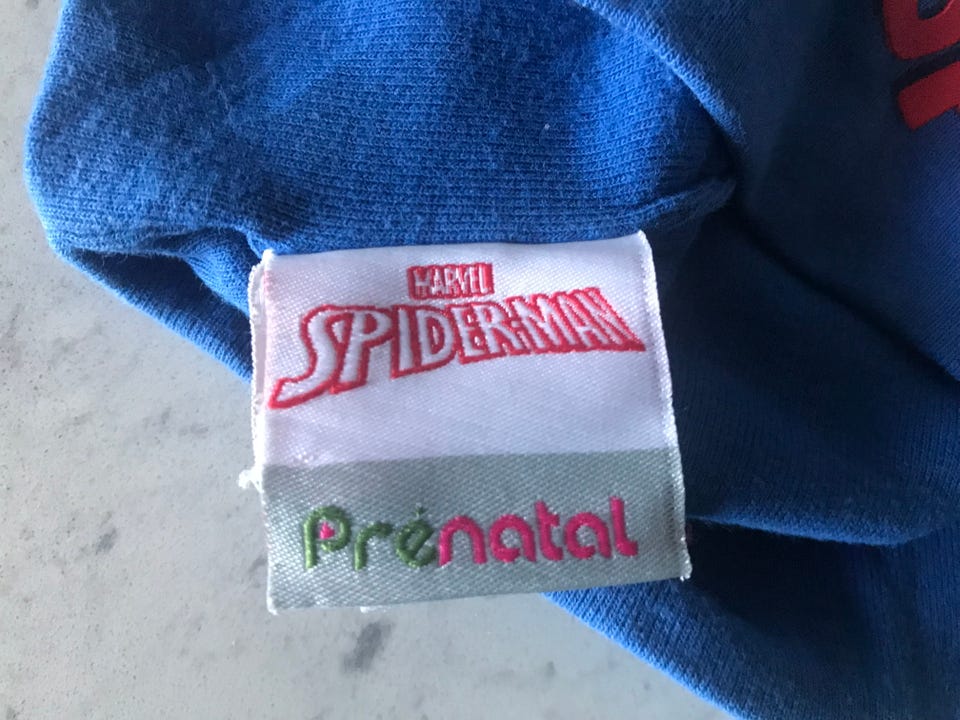 MARVEL
SPIDER-MAN
Prénatal